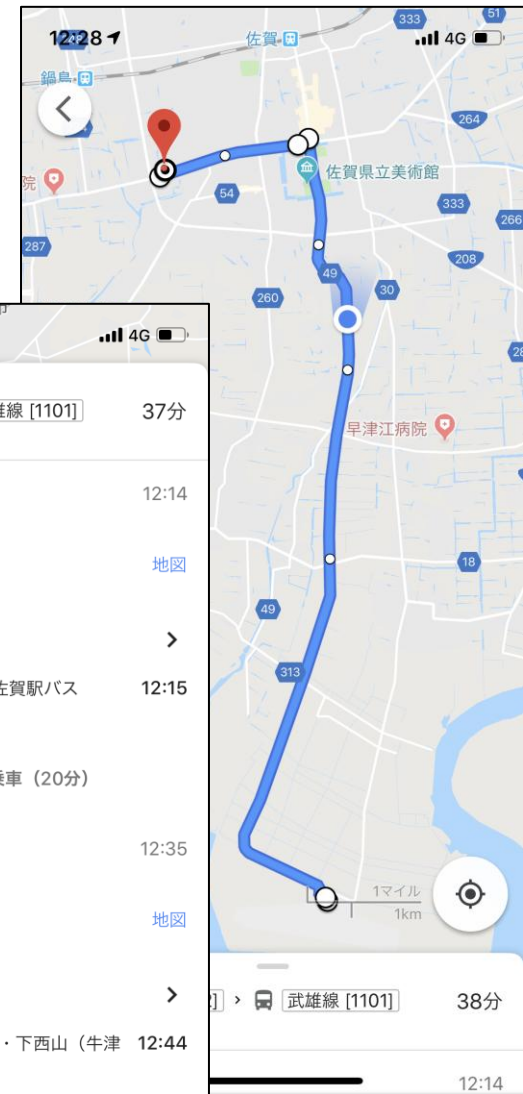 12:28
4G
佐賀
鍋島
333
51
264
院
54
佐賀県立美術館
333
266
287
208
49
30
260
28
早津江病院
18
49
313
1マイル
1km
武雄線 [1101]
38分
12:14
4G
線 [1101]
37分
12:14
地図
佐賀駅バス
12:15
車（20分）
12:35
地図
・下西山（牛津
12:44